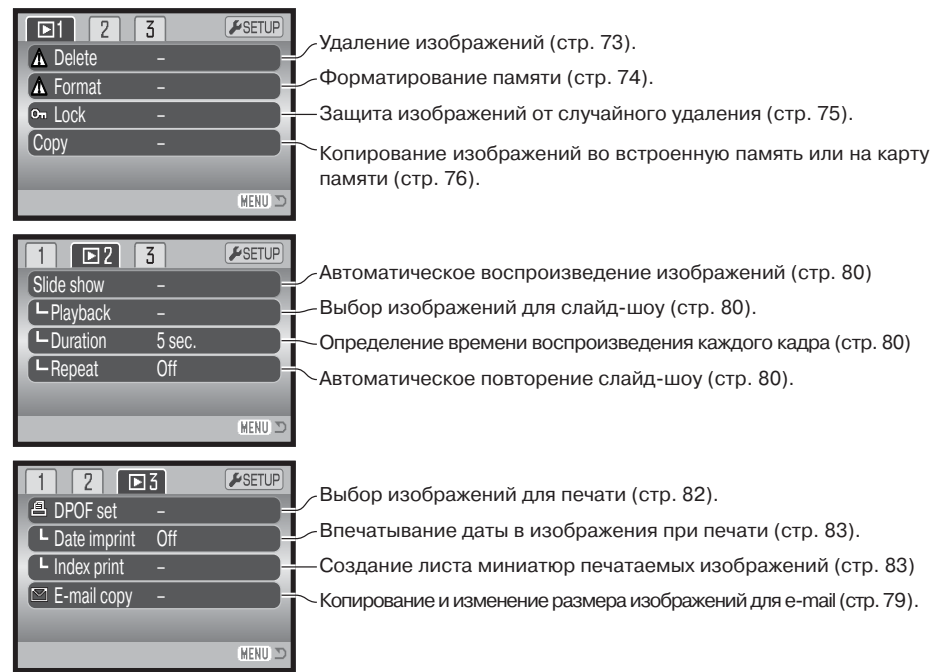 1 2 3 SETUP
Delete –
Format –
Lock –
Copy –
MENU
Удаление изображений (стр. 73).
Форматирование памяти (стр. 74).
Защита изображений от случайного удаления (стр. 75).
Копирование изображений во встроенную память или на карту
памяти (стр. 76).
1 2 3 SETUP
Slide show –
Playback –
Duration 5 sec.
Repeat Off
MENU
Автоматическое воспроизведение изображений (стр. 80)
Выбор изображений для слайд-шоу (стр. 80).
Определение времени воспроизведения каждого кадра (стр. 80)
Автоматическое повторение слайд-шоу (стр. 80).
1 2 3 SETUP
DPOF set –
Date imprint Off
Index print –
E-mail copy –
MENU
Выбор изображений для печати (стр. 82).
Впечатывание даты в изображения при печати (стр. 83).
Создание листа миниатюр печатаемых изображений (стр. 83)
Копирование и изменение размера изображений для e-mail (стр. 79).